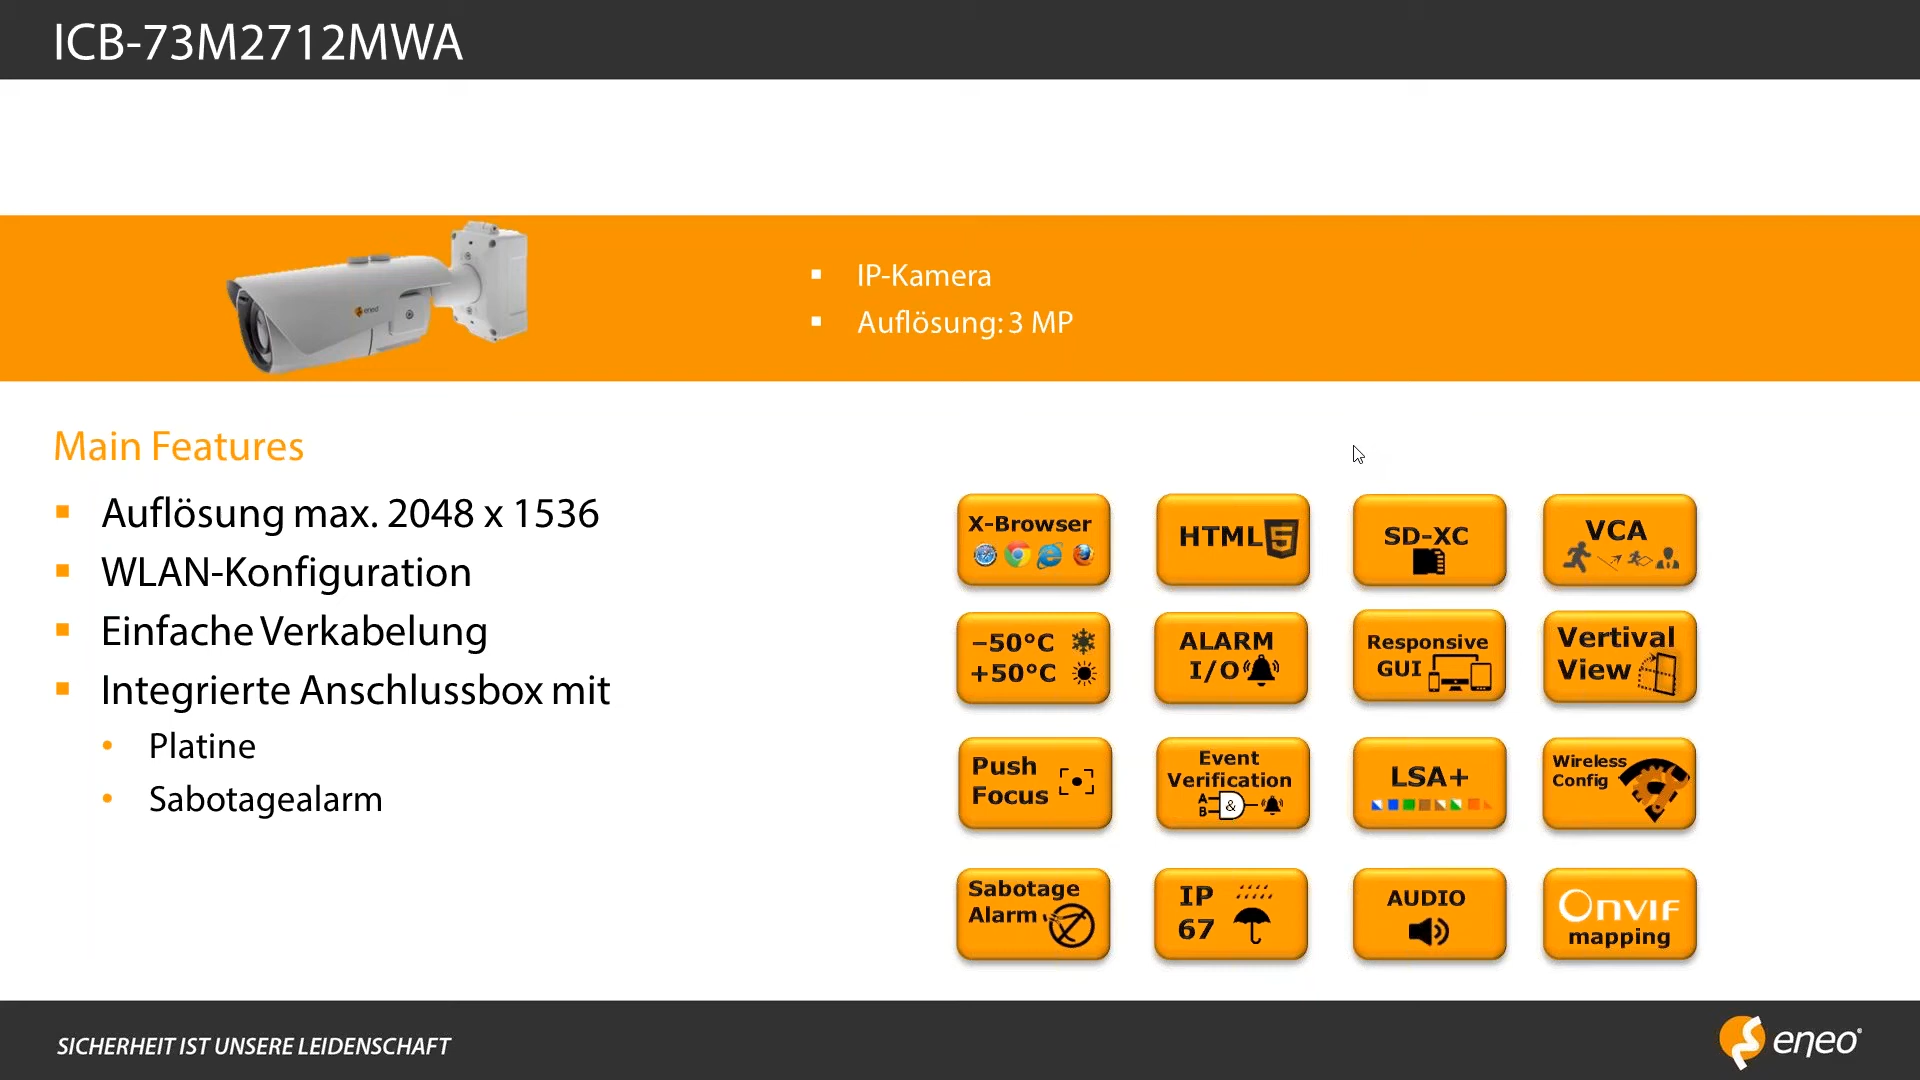 ICB-73M2712MWA
eneo
IP-Kamera
Auflösung: 3 MP
Main Features
Auflösung max. 2048 x 1536
WLAN-Konfiguration
Einfache Verkabelung
Integrierte Anschlussbox mit
Platine
Sabotagealarm
X-Browser
HTML 5
SD-XC
VCA
–50°C
+50°C
ALARM
I/O
Responsive
GUI
Vertival
View
Push
Focus
Event
Verification
A
B
&
LSA+
Wireless
Config
Sabotage
Alarm
IP
67
AUDIO
ONVIF
mapping
SICHERHEIT IST UNSERE LEIDENSCHAFT
eneo®